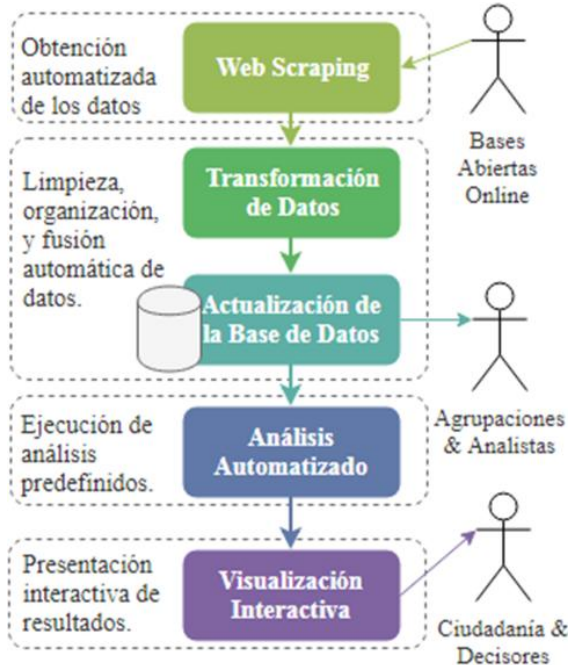 Obtención
automatizada
de los datos
Web Scraping
Bases
Abiertas
Online
Limpieza,
organización,
y fusión
automática de
datos.
Transformación
de Datos
Actualización de
la Base de Datos
Agrupaciones
& Analistas
Ejecución de
análisis
predefinidos.
Análisis
Automatizado
Presentación
interactiva de
resultados.
Visualización
Interactiva
Ciudadanía &
Decisores